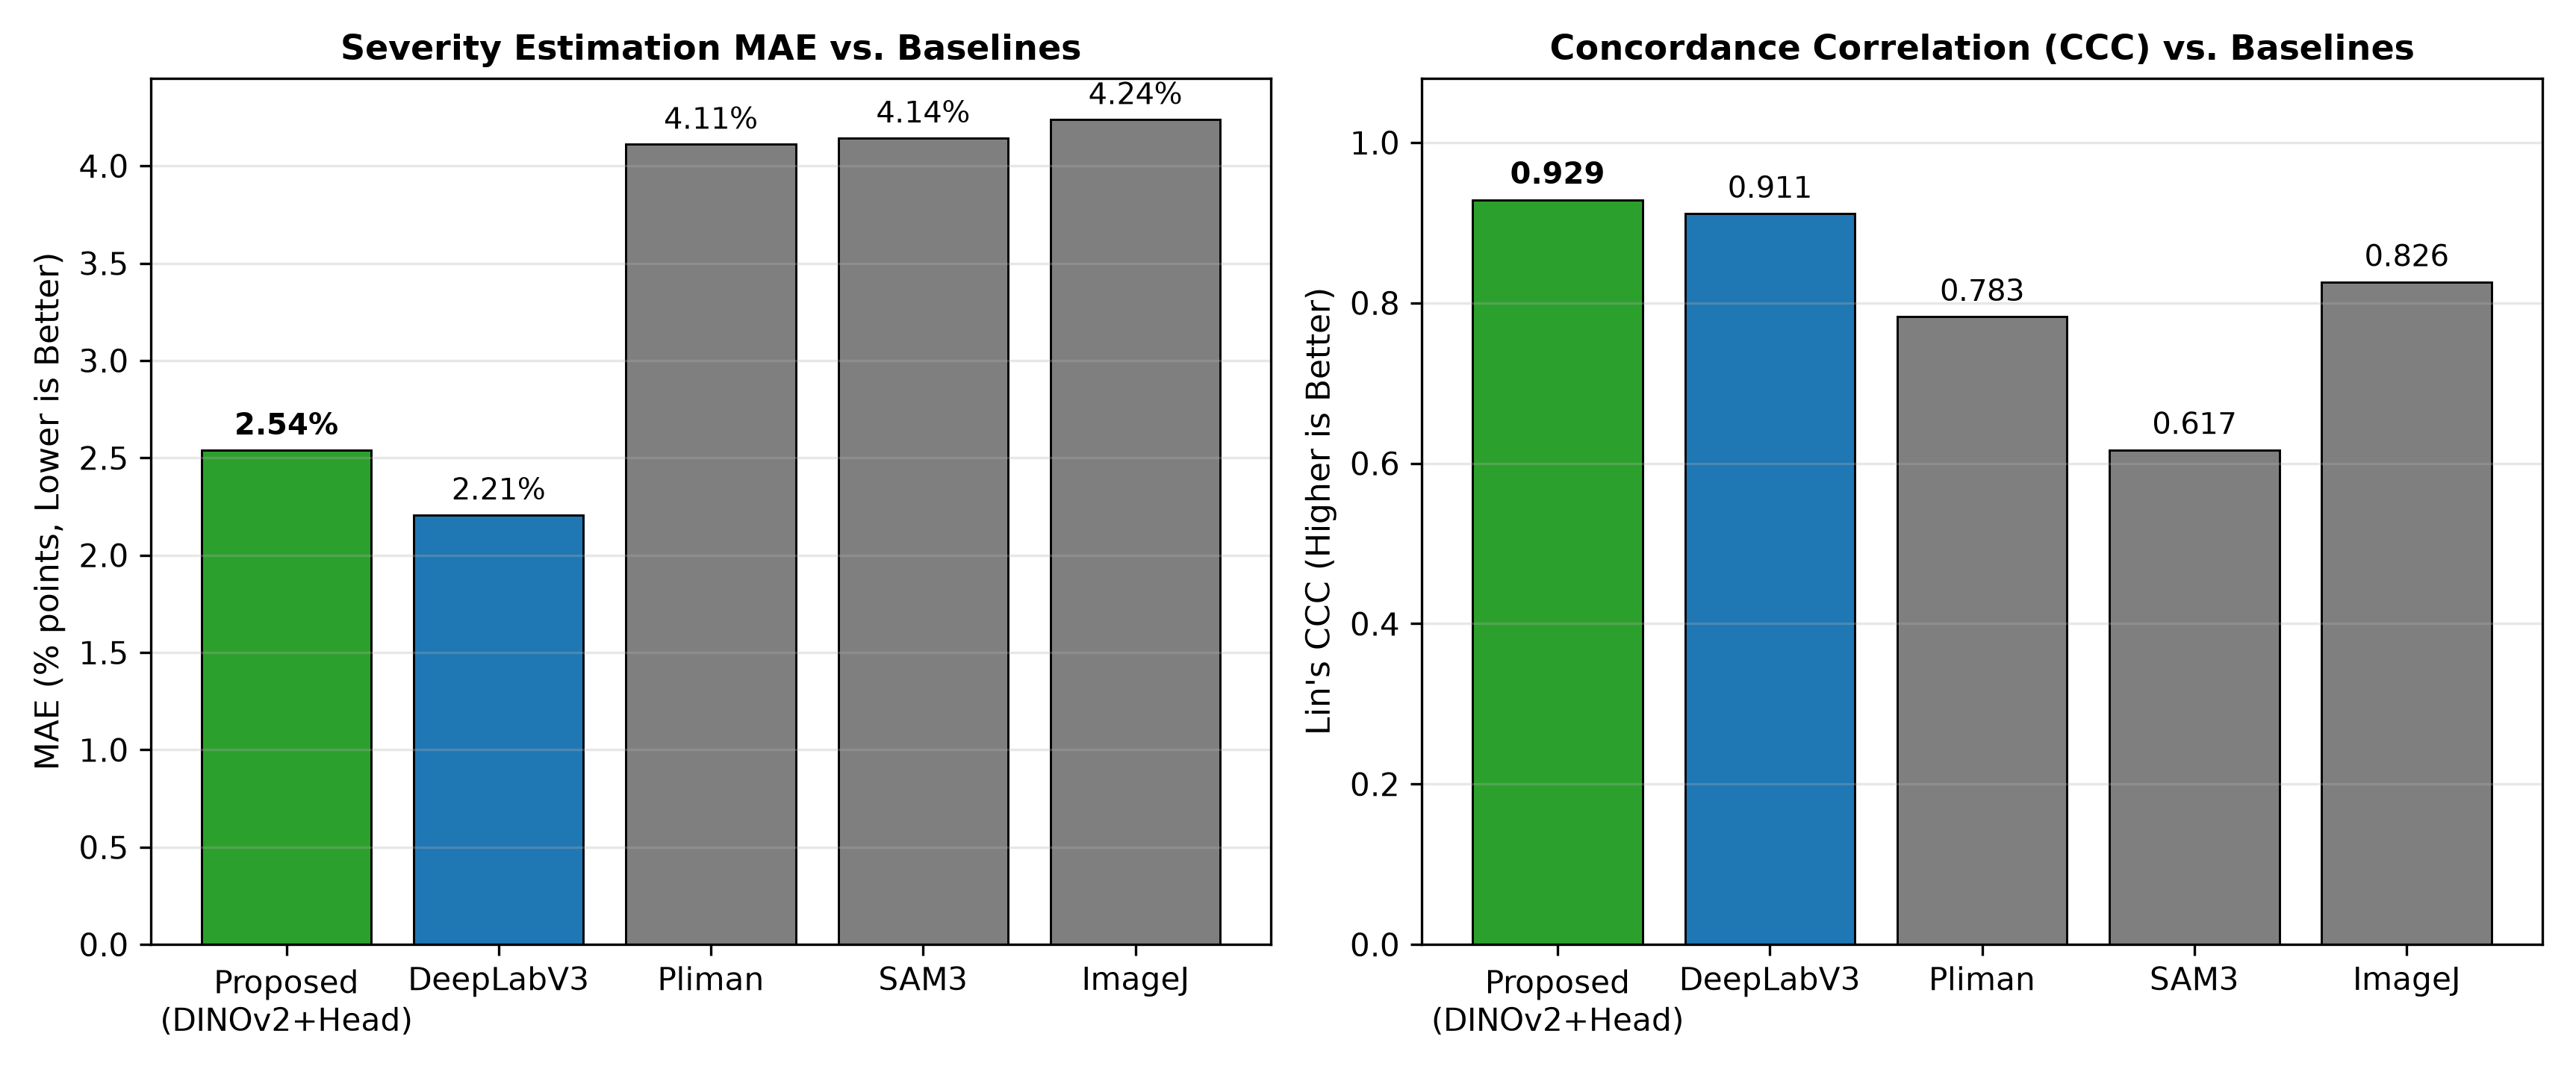 Severity Estimation MAE vs. Baselines
MAE (% points, Lower is Better)
4.0
3.5
3.0
2.5
2.0
1.5
1.0
0.5
0.0
2.54%
2.21%
4.11%
4.14%
4.24%
Proposed
(DINOv2+Head)
DeepLabV3
Pliman
SAM3
ImageJ
Concordance Correlation (CCC) vs. Baselines
Lin's CCC (Higher is Better)
1.0
0.8
0.6
0.4
0.2
0.0
0.929
0.911
0.783
0.617
0.826
Proposed
(DINOv2+Head)
DeepLabV3
Pliman
SAM3
ImageJ